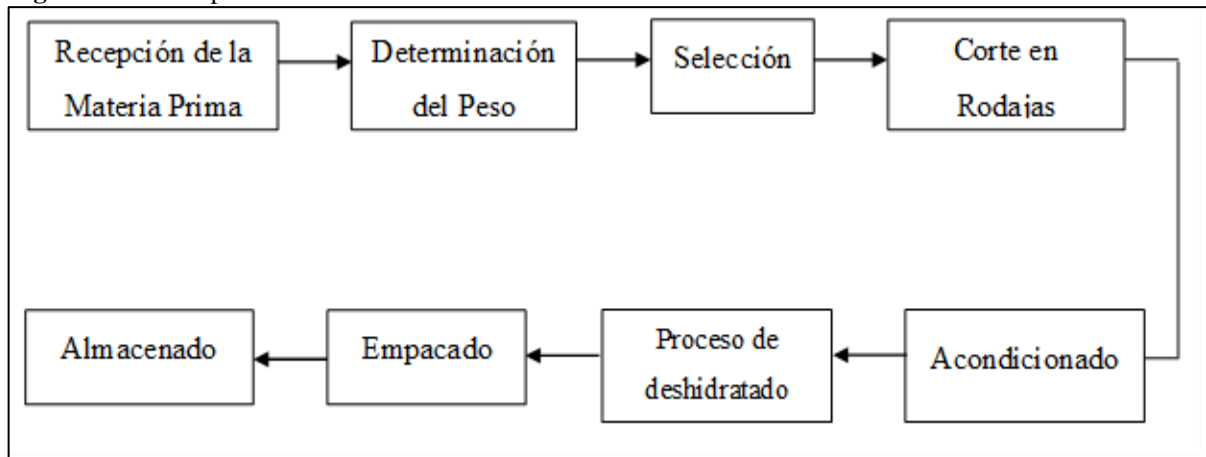 Recepción de la
Materia Prima
Determinación
del Peso
Selección
Corte en
Rodajas
Acondicionado
Proceso de
deshidratado
Empacado
Almacenado